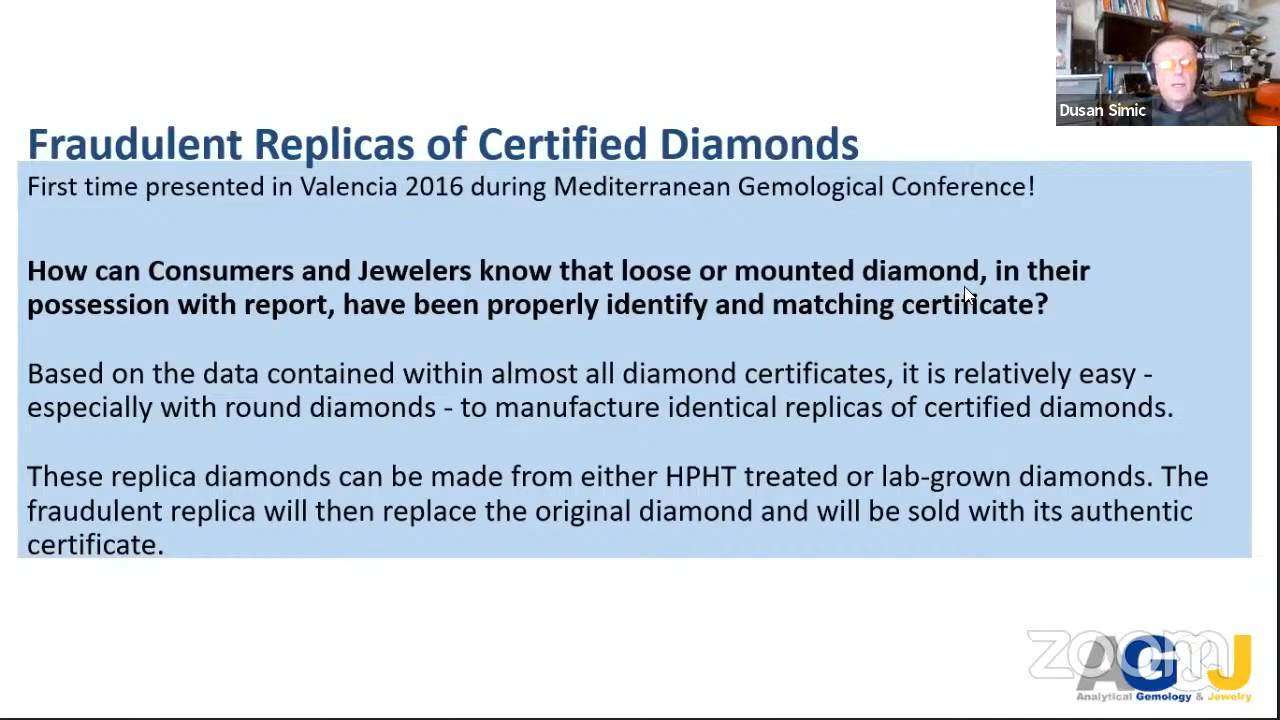 Dusan Simic
Fraudulent Replicas of Certified Diamonds
First time presented in Valencia 2016 during Mediterranean Gemological Conference!
How can Consumers and Jewelers know that loose or mounted diamond, in their
possession with report, have been properly identify and matching certificate?
Based on the data contained within almost all diamond certificates, it is relatively easy -
especially with round diamonds - to manufacture identical replicas of certified diamonds.
These replica diamonds can be made from either HPHT treated or lab-grown diamonds. The
fraudulent replica will then replace the original diamond and will be sold with its authentic
certificate.
zoom
AG&J
Analytical Gemology & Jewelry